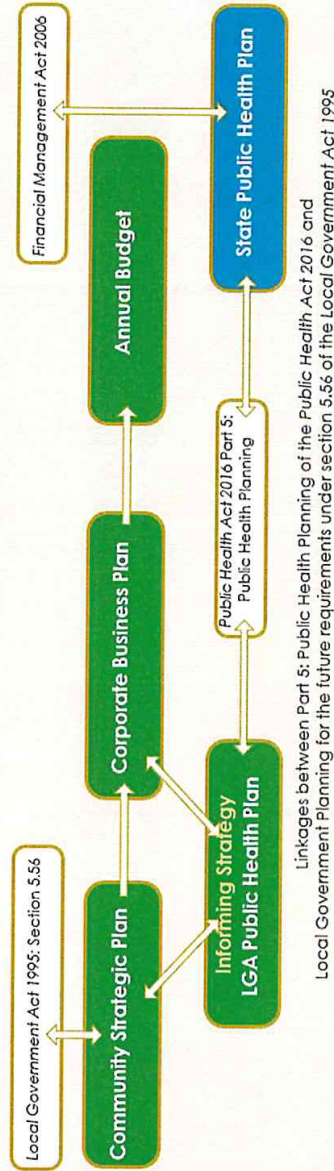 Local Government Act 1995: Section 5.56
Financial Management Act 2006
Community Strategic Plan
Corporate Business Plan
Annual Budget
Informing Strategy
LGA Public Health Plan
Public Health Act 2016 Part 5:
Public Health Planning
State Public Health Plan
Linkages between Part 5: Public Health Planning of the Public Health Act 2016 and
Local Government Planning for the future requirements under section 5.56 of the Local Government Act 1995